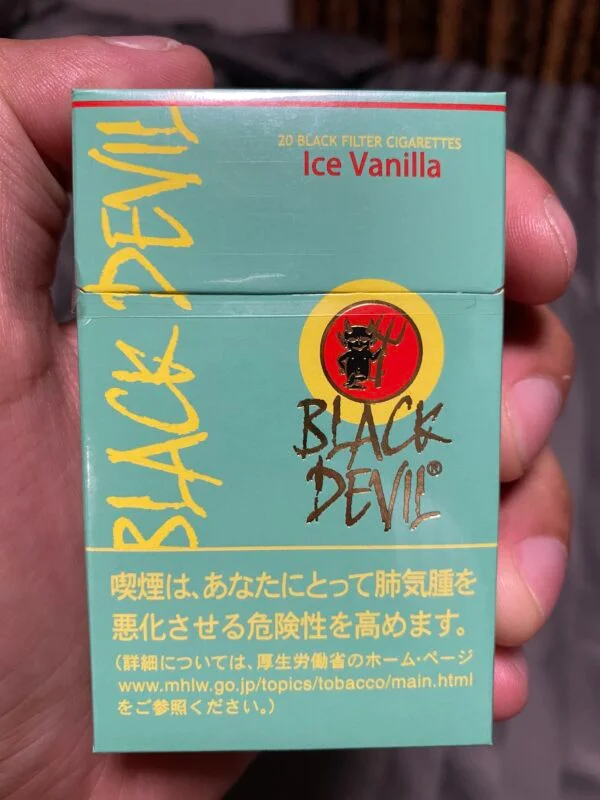 20 BLACK FILTER CIGARETTES
Ice Vanilla
BLACK DEVIL
BLACK
DEVIL®
喫煙は、あなたにとって肺気腫を
悪化させる危険性を高めます。
(詳細については、厚生労働省のホーム・ページ
www.mhlw.go.jp/topics/tobacco/main.html
をご参照ください。)